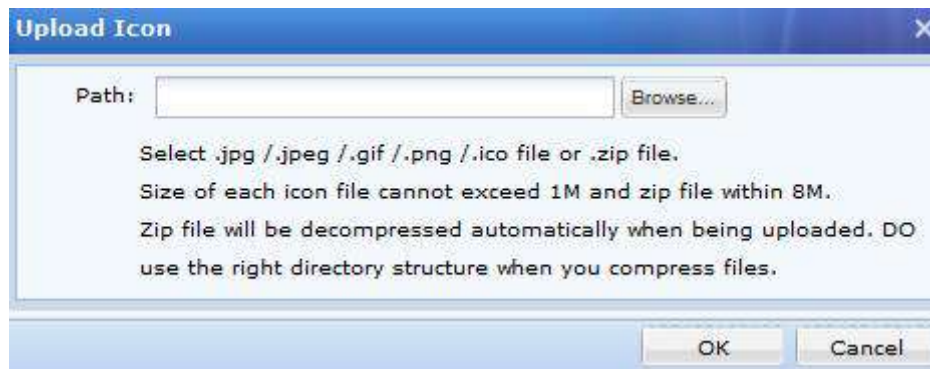 Upload Icon
Path: Browse...
Select .jpg /.jpeg /.gif /.png /.ico file or .zip file.
Size of each icon file cannot exceed 1M and zip file within 8M.
Zip file will be decompressed automatically when being uploaded. DO
use the right directory structure when you compress files.
OK Cancel